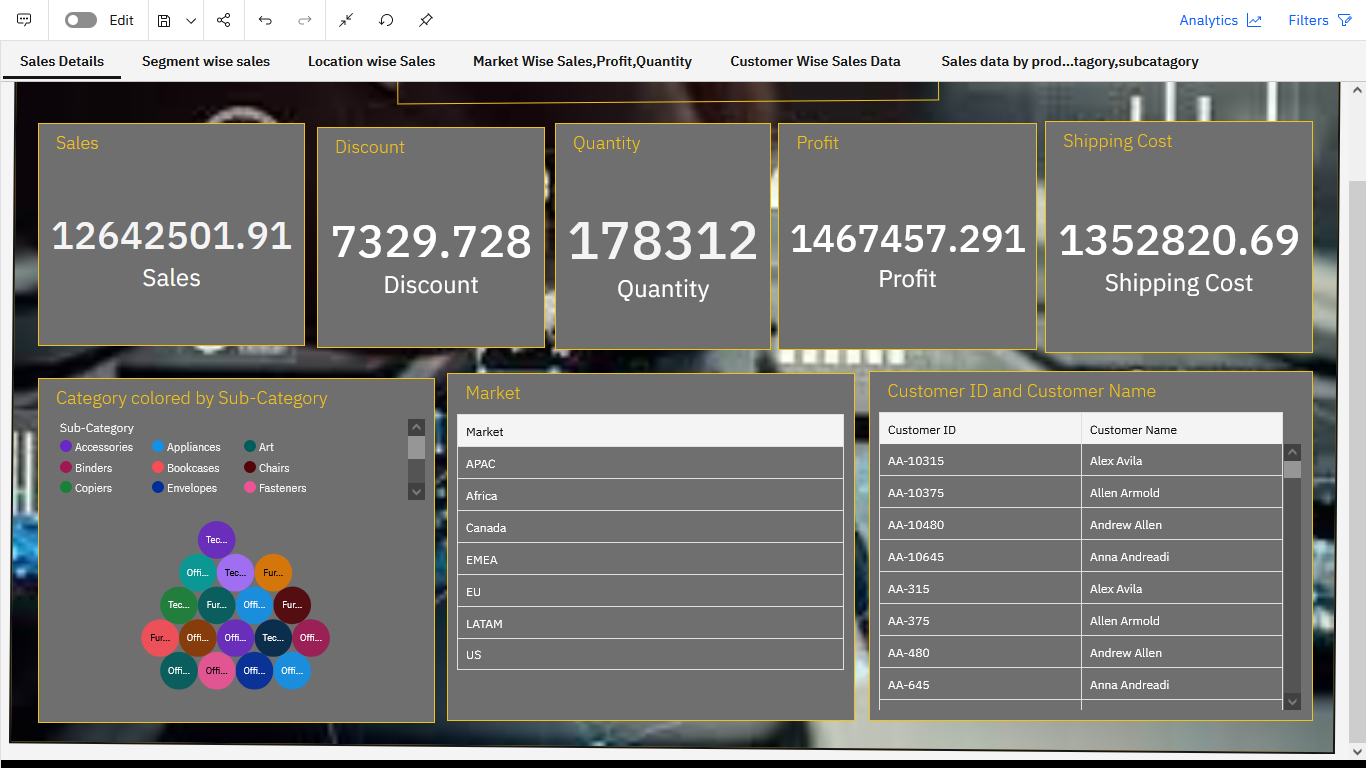 Edit
Analytics
Filters
Sales Details
Segment wise sales
Location wise Sales
Market Wise Sales,Profit,Quantity
Customer Wise Sales Data
Sales data by prod...tagory,subcatagory
Sales
12642501.91
Sales
Discount
7329.728
Discount
Quantity
178312
Quantity
Profit
1467457.291
Profit
Shipping Cost
1352820.69
Shipping Cost
Category colored by Sub-Category
Sub-Category
Accessories Appliances Art
Binders Bookcases Chairs
Copiers Envelopes Fasteners
Tec...
Offi... Tec... Fur...
Tec... Fur... Offi... Fur...
Fur... Offi... Offi... Tec... Offi...
Offi... Offi... Offi... Offi...
Market
Market
APAC
Africa
Canada
EMEA
EU
LATAM
US
Customer ID and Customer Name
Customer ID Customer Name
AA-10315 Alex Avila
AA-10375 Allen Armold
AA-10480 Andrew Allen
AA-10645 Anna Andreadi
AA-315 Alex Avila
AA-375 Allen Armold
AA-480 Andrew Allen
AA-645 Anna Andreadi